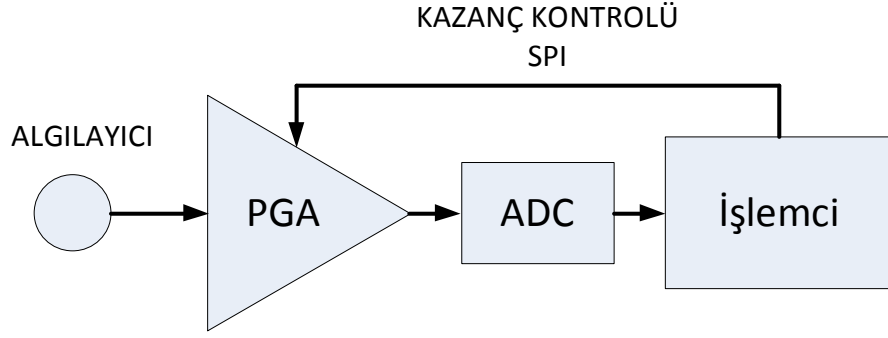 KAZANÇ KONTROLÜ
SPI
ALGILAYICI
PGA
ADC
İşlemci